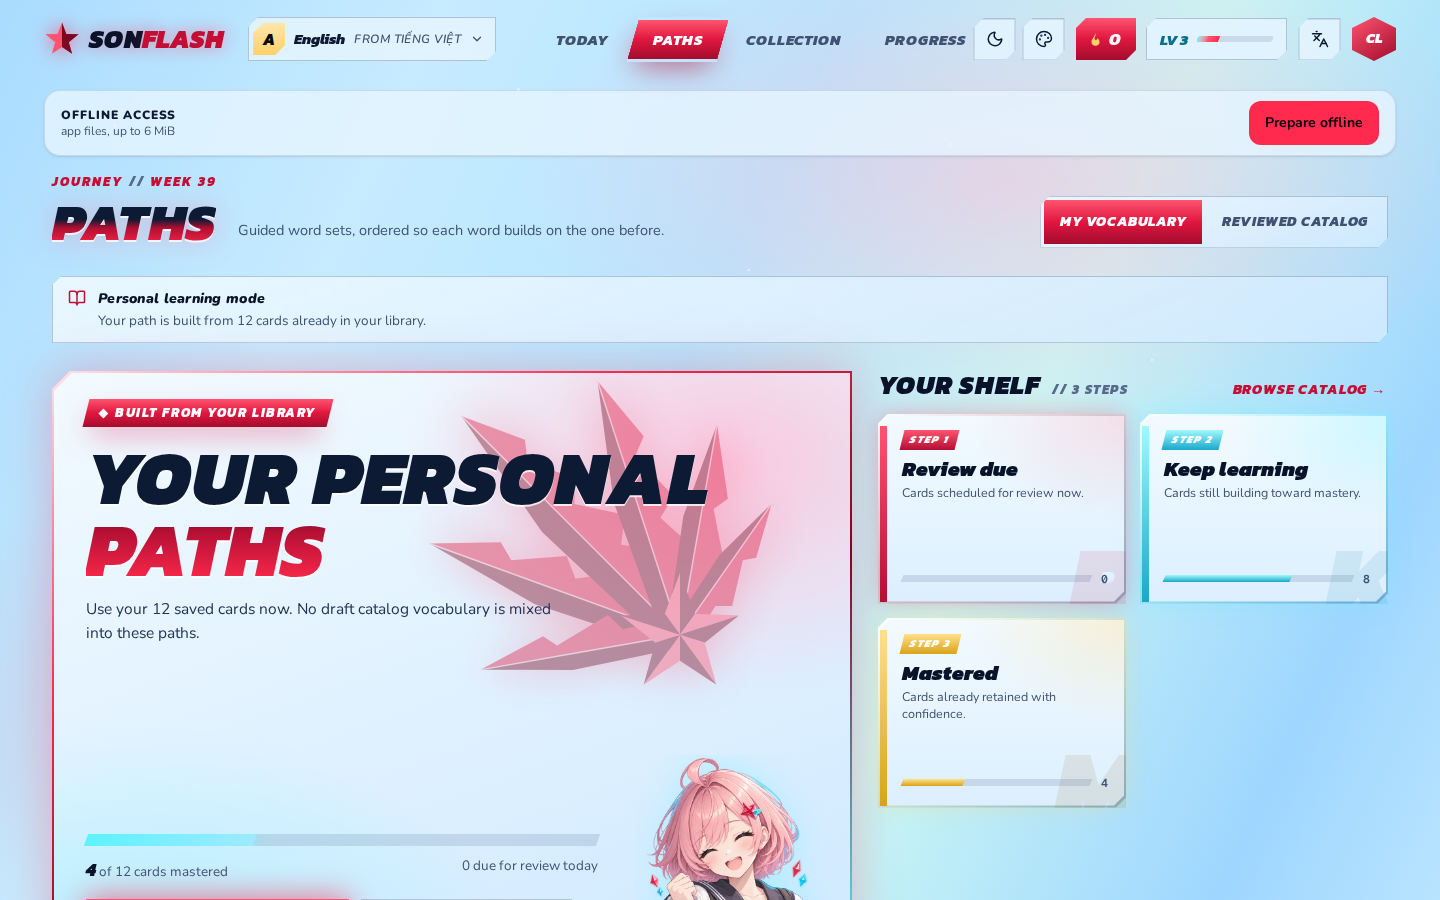 SONFLASH
A English FROM TIẾNG VIỆT
TODAY
PATHS
COLLECTION
PROGRESS
0
LV 3
CL
OFFLINE ACCESS
app files, up to 6 MiB
Prepare offline
JOURNEY // WEEK 39
PATHS
Guided word sets, ordered so each word builds on the one before.
MY VOCABULARY
REVIEWED CATALOG
Personal learning mode
Your path is built from 12 cards already in your library.
◆ BUILT FROM YOUR LIBRARY
YOUR PERSONAL
PATHS
Use your 12 saved cards now. No draft catalog vocabulary is mixed
into these paths.
4 of 12 cards mastered
0 due for review today
YOUR SHELF // 3 STEPS
BROWSE CATALOG →
STEP 1
Review due
Cards scheduled for review now.
0
STEP 2
Keep learning
Cards still building toward mastery.
K
8
STEP 3
Mastered
Cards already retained with
confidence.
M
4